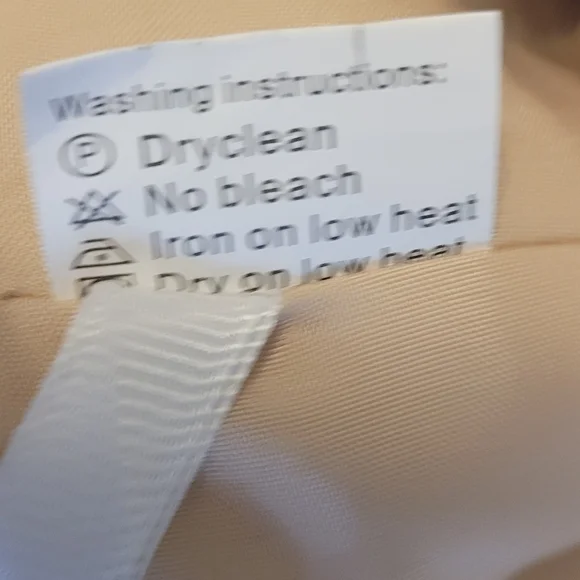 Washing instructions:
P Dryclean
No bleach
Iron on low heat
Dry on low heat